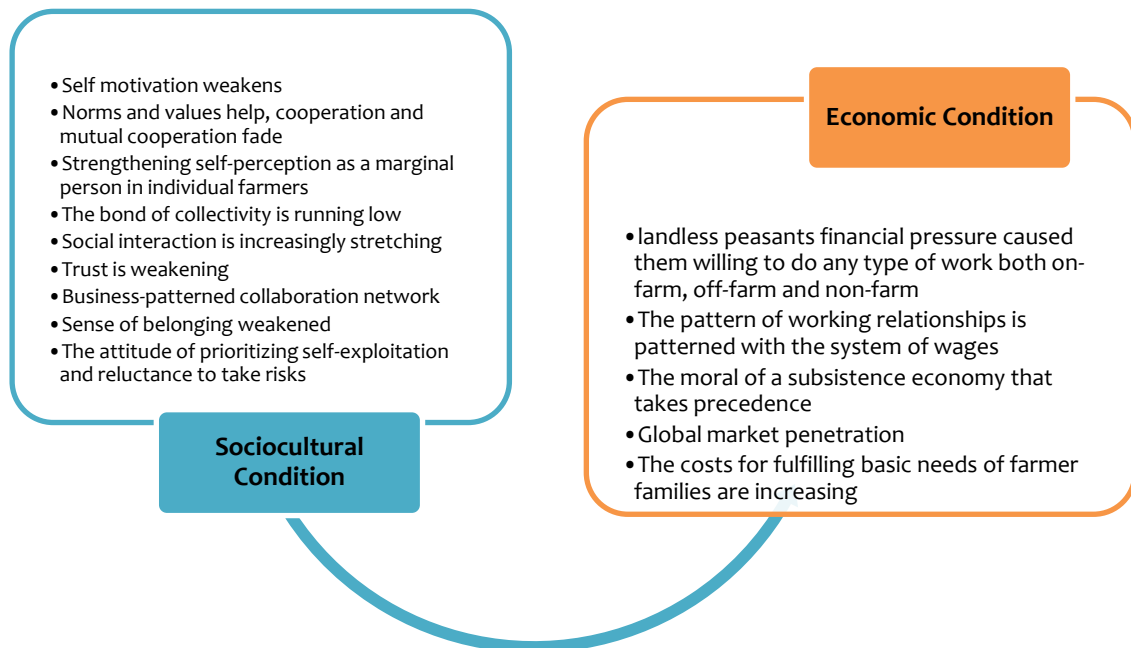 •Self motivation weakens
•Norms and values help, cooperation and
mutual cooperation fade
•Strengthening self-perception as a marginal
person in individual farmers
•The bond of collectivity is running low
•Social interaction is increasingly stretching
•Trust is weakening
•Business-patterned collaboration network
•Sense of belonging weakened
•The attitude of prioritizing self-exploitation
and reluctance to take risks
Sociocultural
Condition
Economic Condition
•landless peasants financial pressure caused
them willing to do any type of work both on-
farm, off-farm and non-farm
•The pattern of working relationships is
patterned with the system of wages
•The moral of a subsistence economy that
takes precedence
•Global market penetration
•The costs for fulfilling basic needs of farmer
families are increasing